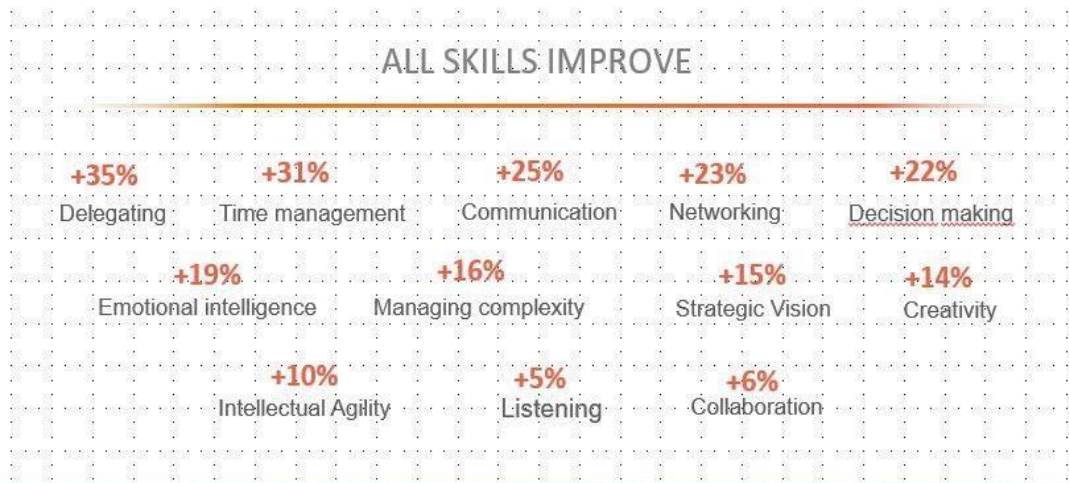 ALL SKILLS IMPROVE
+35% +31% +25% +23% +22%
Delegating Time management Communication Networking Decision making
+19% +16% +15% +14%
Emotional intelligence Managing complexity Strategic Vision Creativity
+10% +5% +6%
Intellectual Agility Listening Collaboration